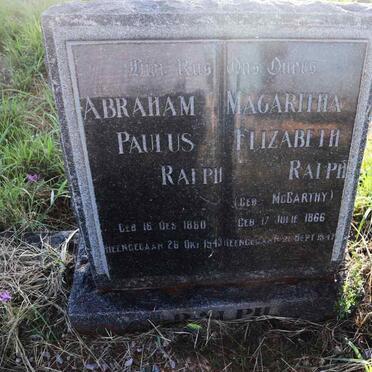 Hier Rus Ons Ouers
ABRAHAM
PAULUS
RALPH
GEB 16 DES 1860
HEENGEGAAN 26 OKT 1943
MAGARITHA
ELIZABETH
RALPH
(GEB McCARTHY)
GEB 17 JULIE 1866
HEENGEGAAN SEPT 1947
RALPH